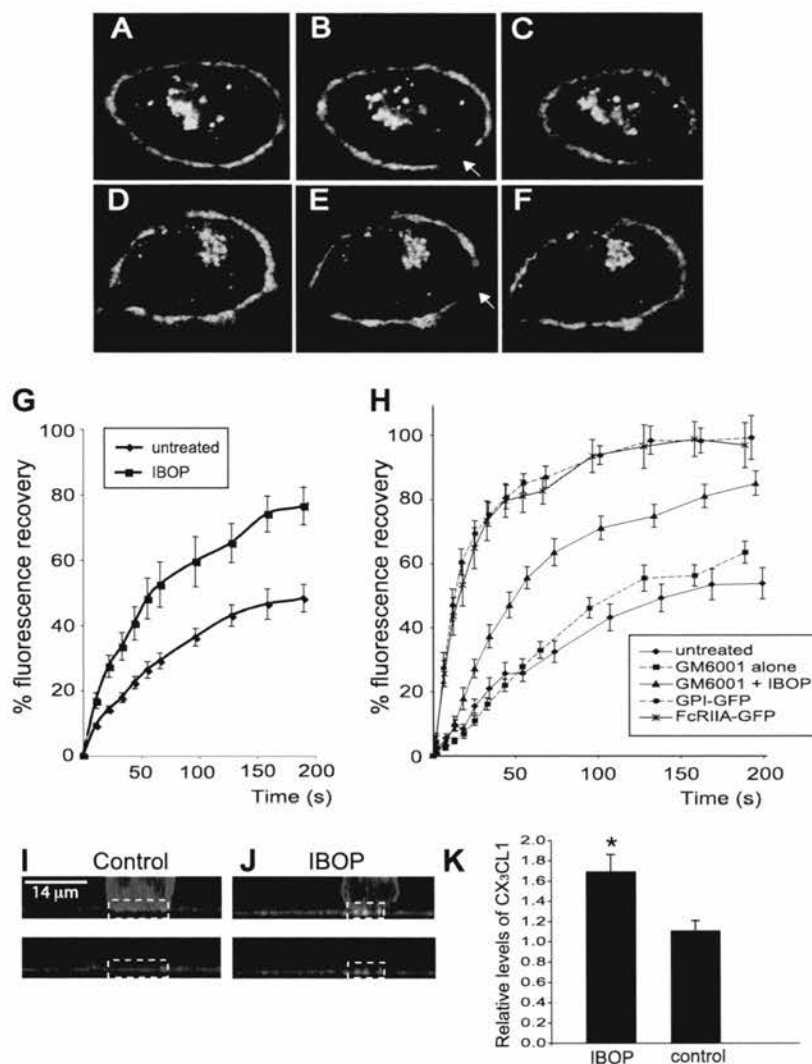 A B C
D E F
G
% fluorescence recovery
100
80
60
40
20
0
untreated
IBOP
50 100 150 200
Time (s)
H
% fluorescence recovery
100
80
60
40
20
0
untreated
GM6001 alone
GM6001 + IBOP
GPI-GFP
FcRIIA-GFP
50 100 150 200
Time (s)
I Control
14 µm
J IBOP
K
Relative levels of CX₃CL1
2.0
1.8
1.6
1.4
1.2
1.0
0.8
0.6
0.4
0.2
0.0
*
IBOP control